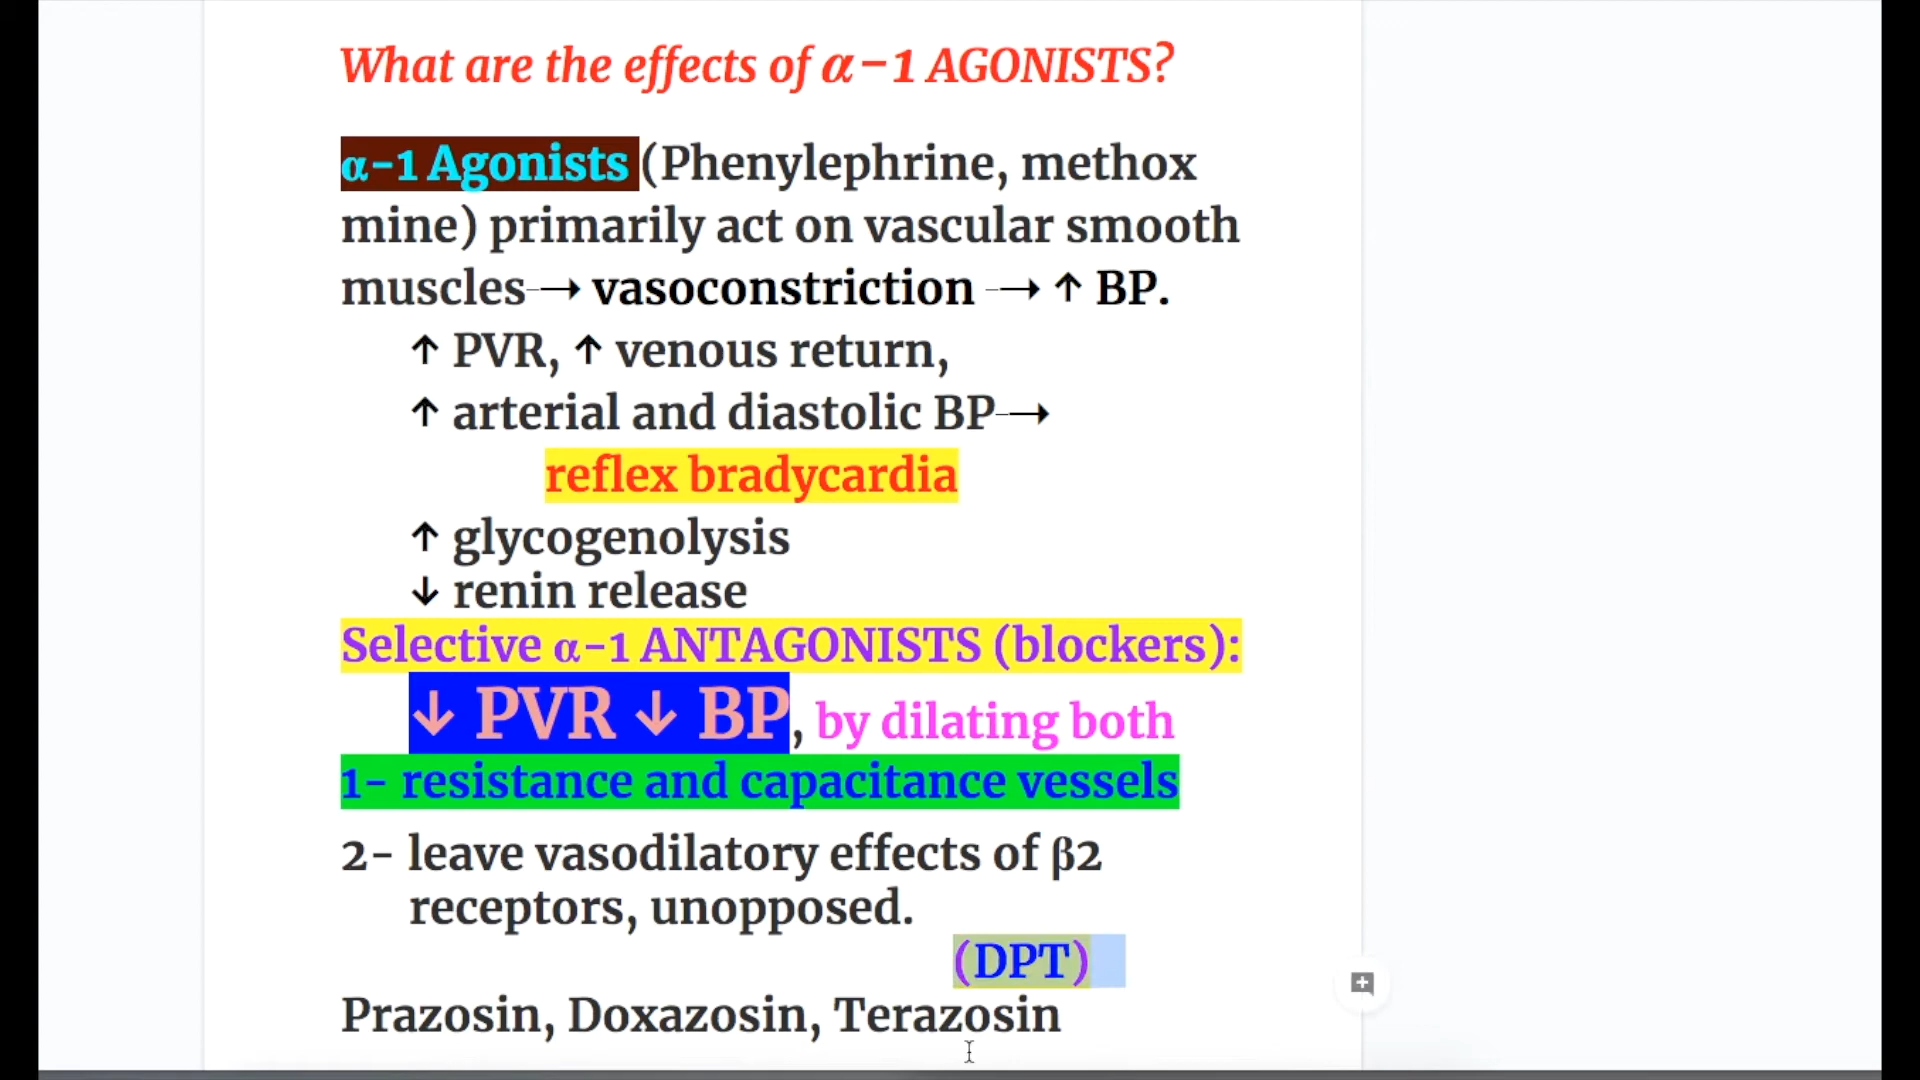 What are the effects of α−1 AGONISTS?
α-1 Agonists (Phenylephrine, methox
mine) primarily act on vascular smooth
muscles→ vasoconstriction → ↑ BP.
↑ PVR, ↑ venous return,
↑ arterial and diastolic BP→
reflex bradycardia
↑ glycogenolysis
↓ renin release
Selective α-1 ANTAGONISTS (blockers):
↓ PVR ↓ BP, by dilating both
1- resistance and capacitance vessels
2- leave vasodilatory effects of β2
receptors, unopposed.
(DPT)
Prazosin, Doxazosin, Terazosin